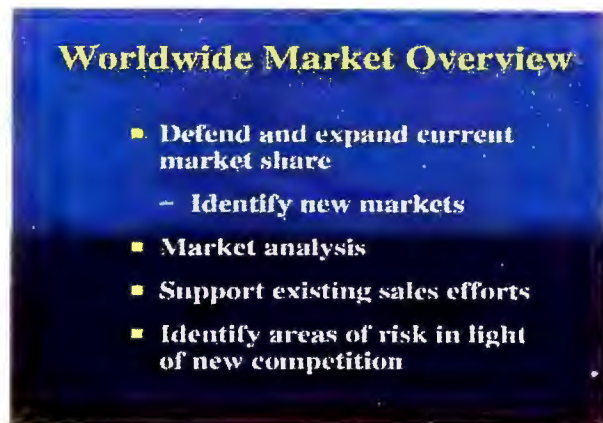 Worldwide Market Overview
▪ Defend and expand current
market share
– Identify new markets
▪ Market analysis
▪ Support existing sales efforts
▪ Identify areas of risk in light
of new competition